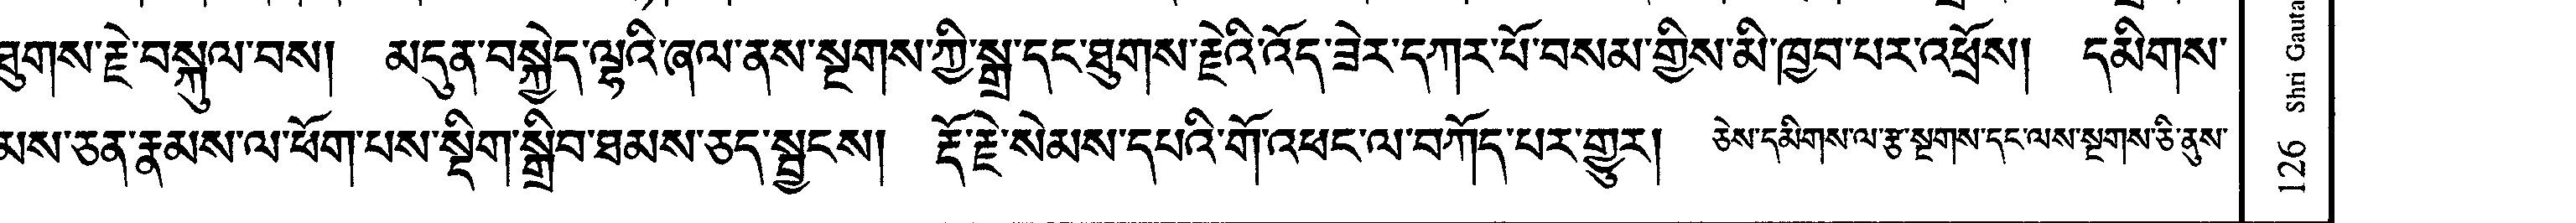 ཐུགས་རྗེ་བསྐུལ་བས། མདུན་བསྐྱེད་ལྷའི་ཞལ་ནས་སྔགས་ཀྱི་སྒྲ་དང་ཐུགས་རྗེའི་འོད་ཟེར་དཀར་པོ་བསམ་གྱིས་མི་ཁྱབ་པར་འཕྲོས། དམིགས་
མས་ཅན་རྣམས་ལ་ཕོག་པས་སྡིག་སྒྲིབ་ཐམས་ཅད་སྦྱངས། རྡོ་རྗེ་སེམས་དཔའི་གོ་འཕང་ལ་བཀོད་པར་གྱུར། ཅེས་དམིགས་ལ་རྩ་སྔགས་དང་ལས་སྔགས་ཅི་ནུས་
126 Shri Gauta